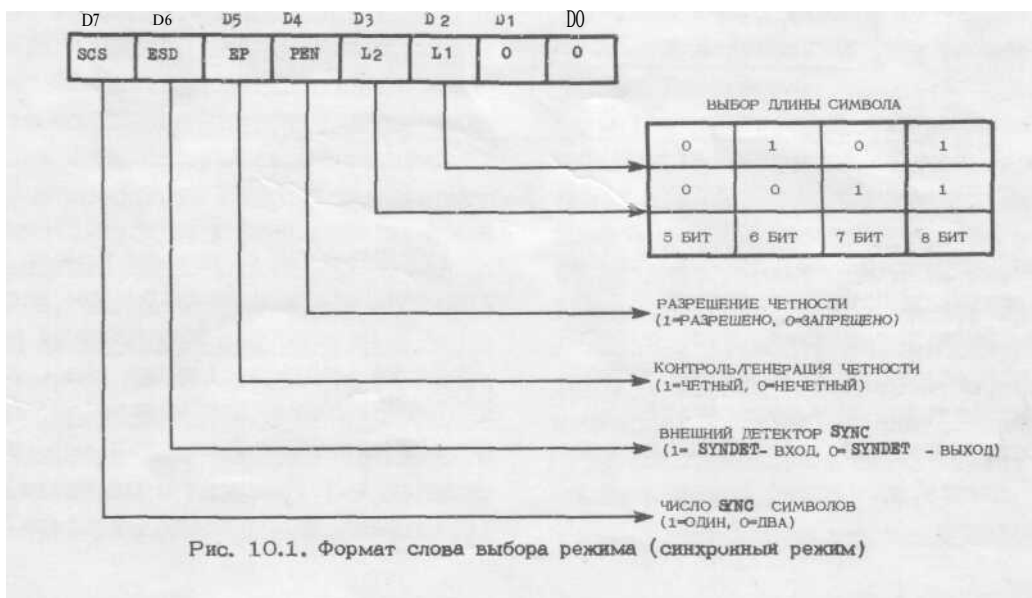 D7 D6 D5 D4 D3 D2 D1 D0
SCS ESD EP PEN L2 L1 0 0
ВЫБОР ДЛИНЫ СИМВОЛА
0 1 0 1
0 0 1 1
5 БИТ 6 БИТ 7 БИТ 8 БИТ
РАЗРЕШЕНИЕ ЧЕТНОСТИ
(1=РАЗРЕШЕНО, 0=ЗАПРЕЩЕНО)
КОНТРОЛЬ/ГЕНЕРАЦИЯ ЧЕТНОСТИ
(1=ЧЕТНЫЙ, 0=НЕЧЕТНЫЙ)
ВНЕШНИЙ ДЕТЕКТОР SYNC
(1= SYNDET- ВХОД, 0= SYNDET - ВЫХОД)
ЧИСЛО SYNC СИМВОЛОВ
(1=ОДИН, 0=ДВА)
Рис. 10.1. Формат слова выбора режима (синхронный режим)